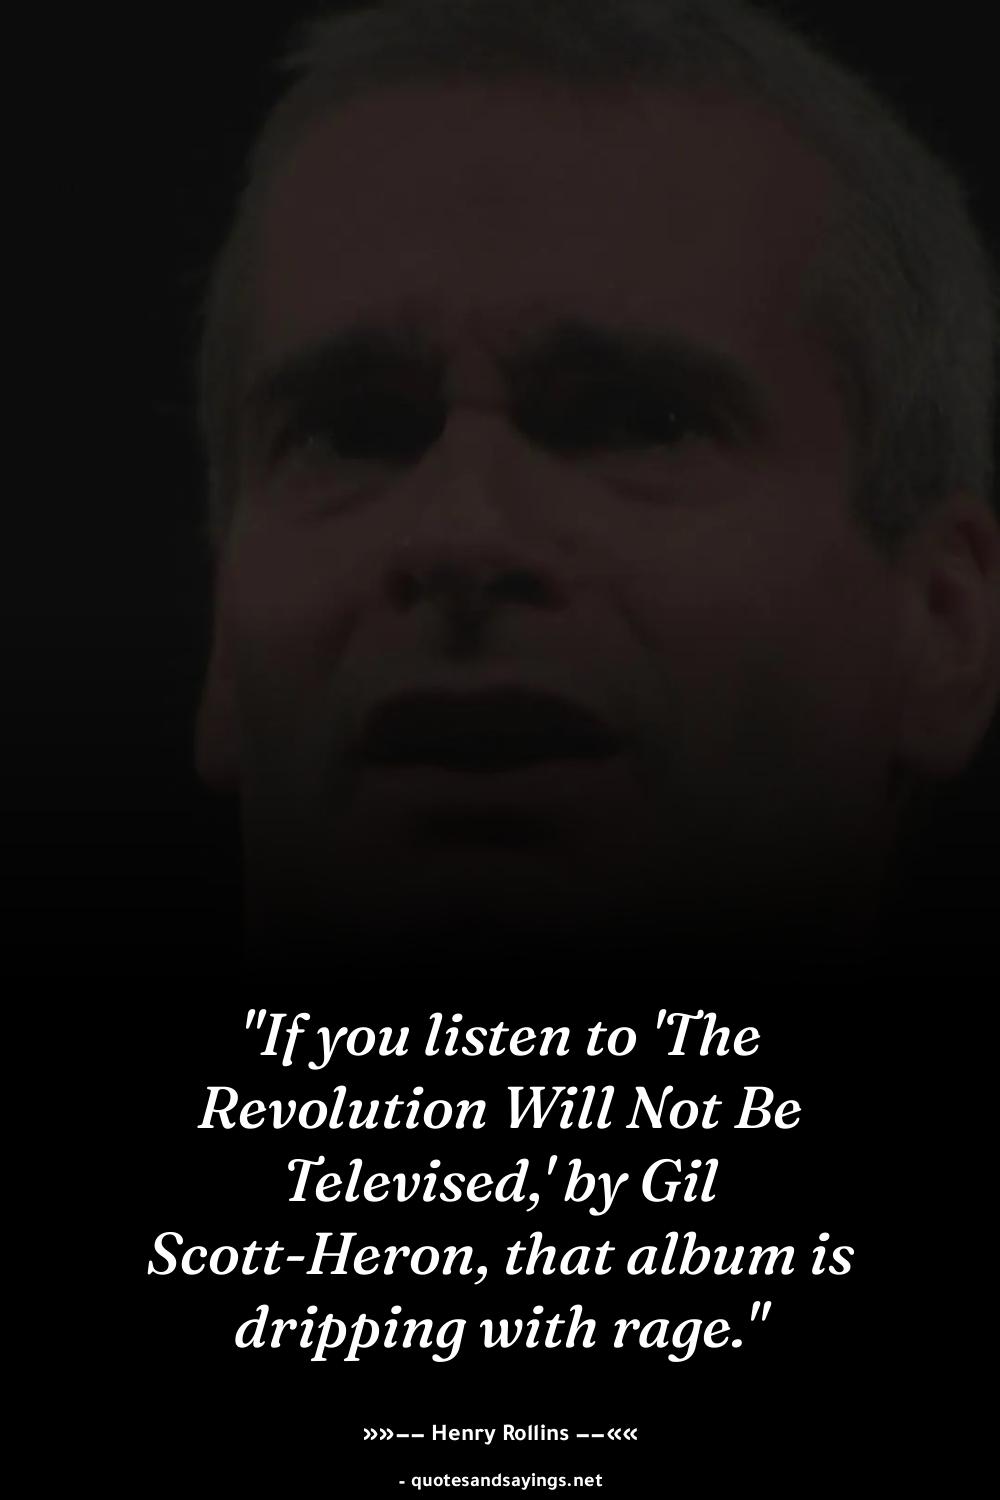 "If you listen to 'The
Revolution Will Not Be
Televised,' by Gil
Scott-Heron, that album is
dripping with rage."
»»−− Henry Rollins −−««
- quotesandsayings.net